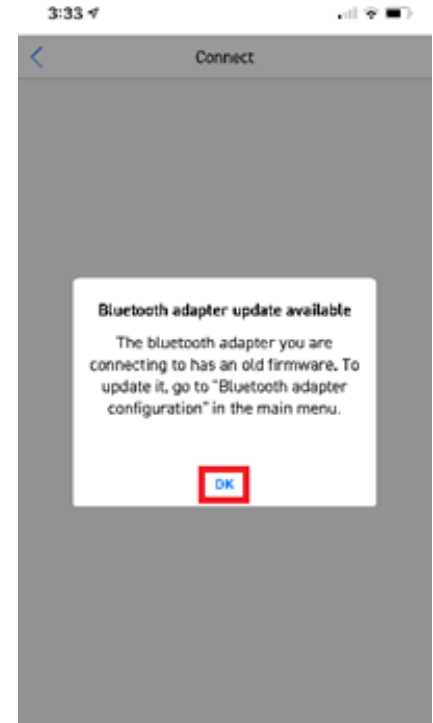 3:33
Connect
Bluetooth adapter update available
The bluetooth adapter you are
connecting to has an old firmware. To
update it, go to "Bluetooth adapter
configuration" in the main menu.
OK